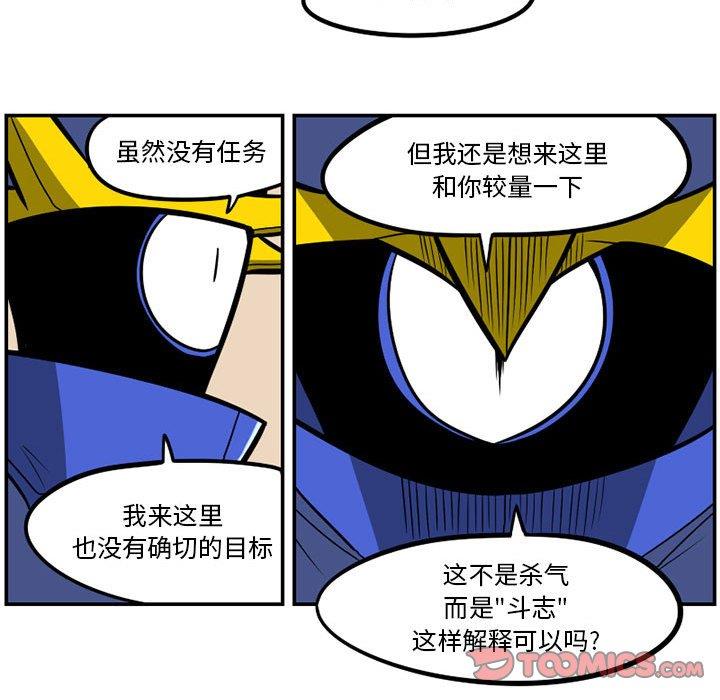 虽然没有任务
我来这里
也没有确切的目标
但我还是想来这里
和你较量一下
这不是杀气
而是"斗志"
这样解释可以吗?
TOOMICS.COM